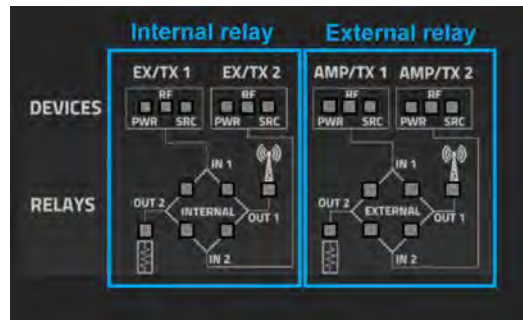 Internal relay External relay
EX/TX 1 EX/TX 2 AMP/TX 1 AMP/TX 2
DEVICES
RF RF RF RF
PWR SRC PWR SRC PWR SRC PWR SRC
IN 1 IN 1
RELAYS
OUT 2 INTERNAL OUT 1 OUT 2 EXTERNAL OUT 1
IN 2 IN 2